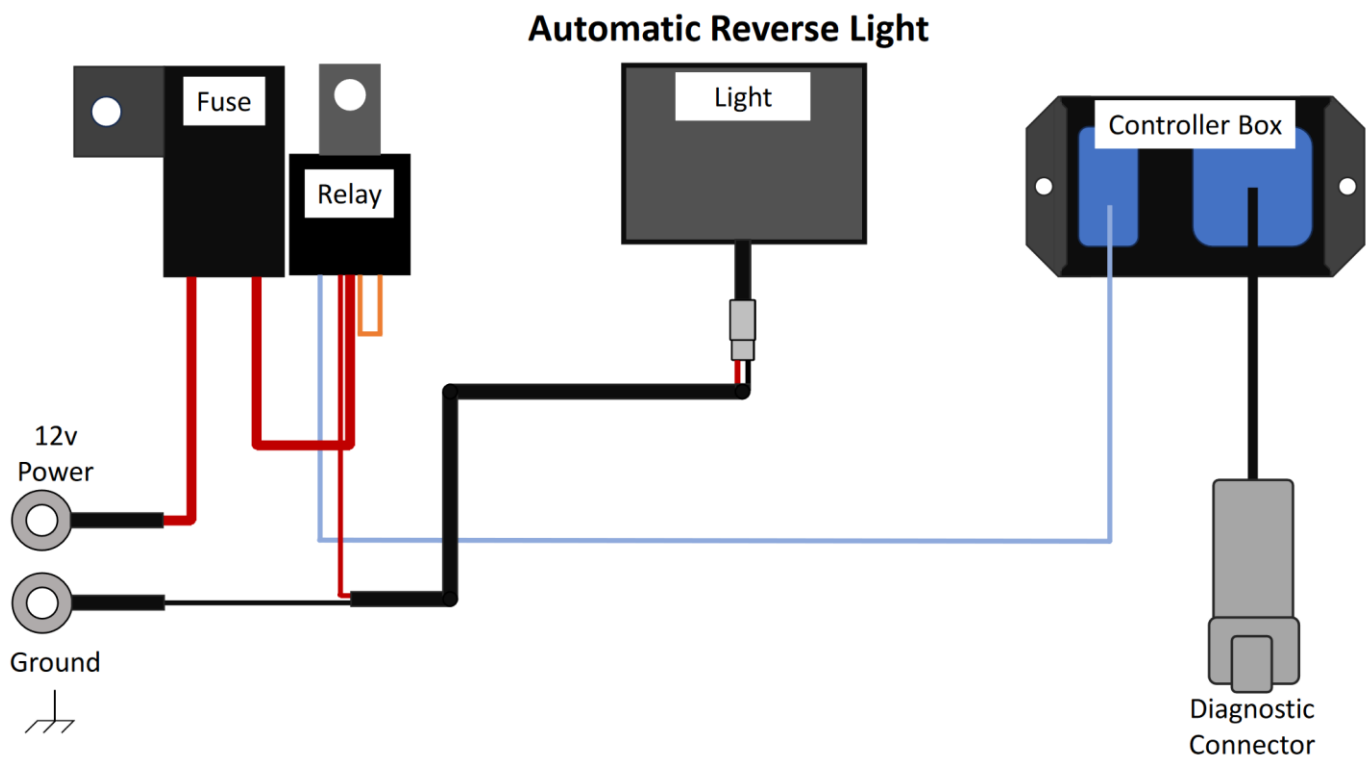 Automatic Reverse Light
Fuse
Relay
Light
Controller Box
12v
Power
Ground
Diagnostic
Connector